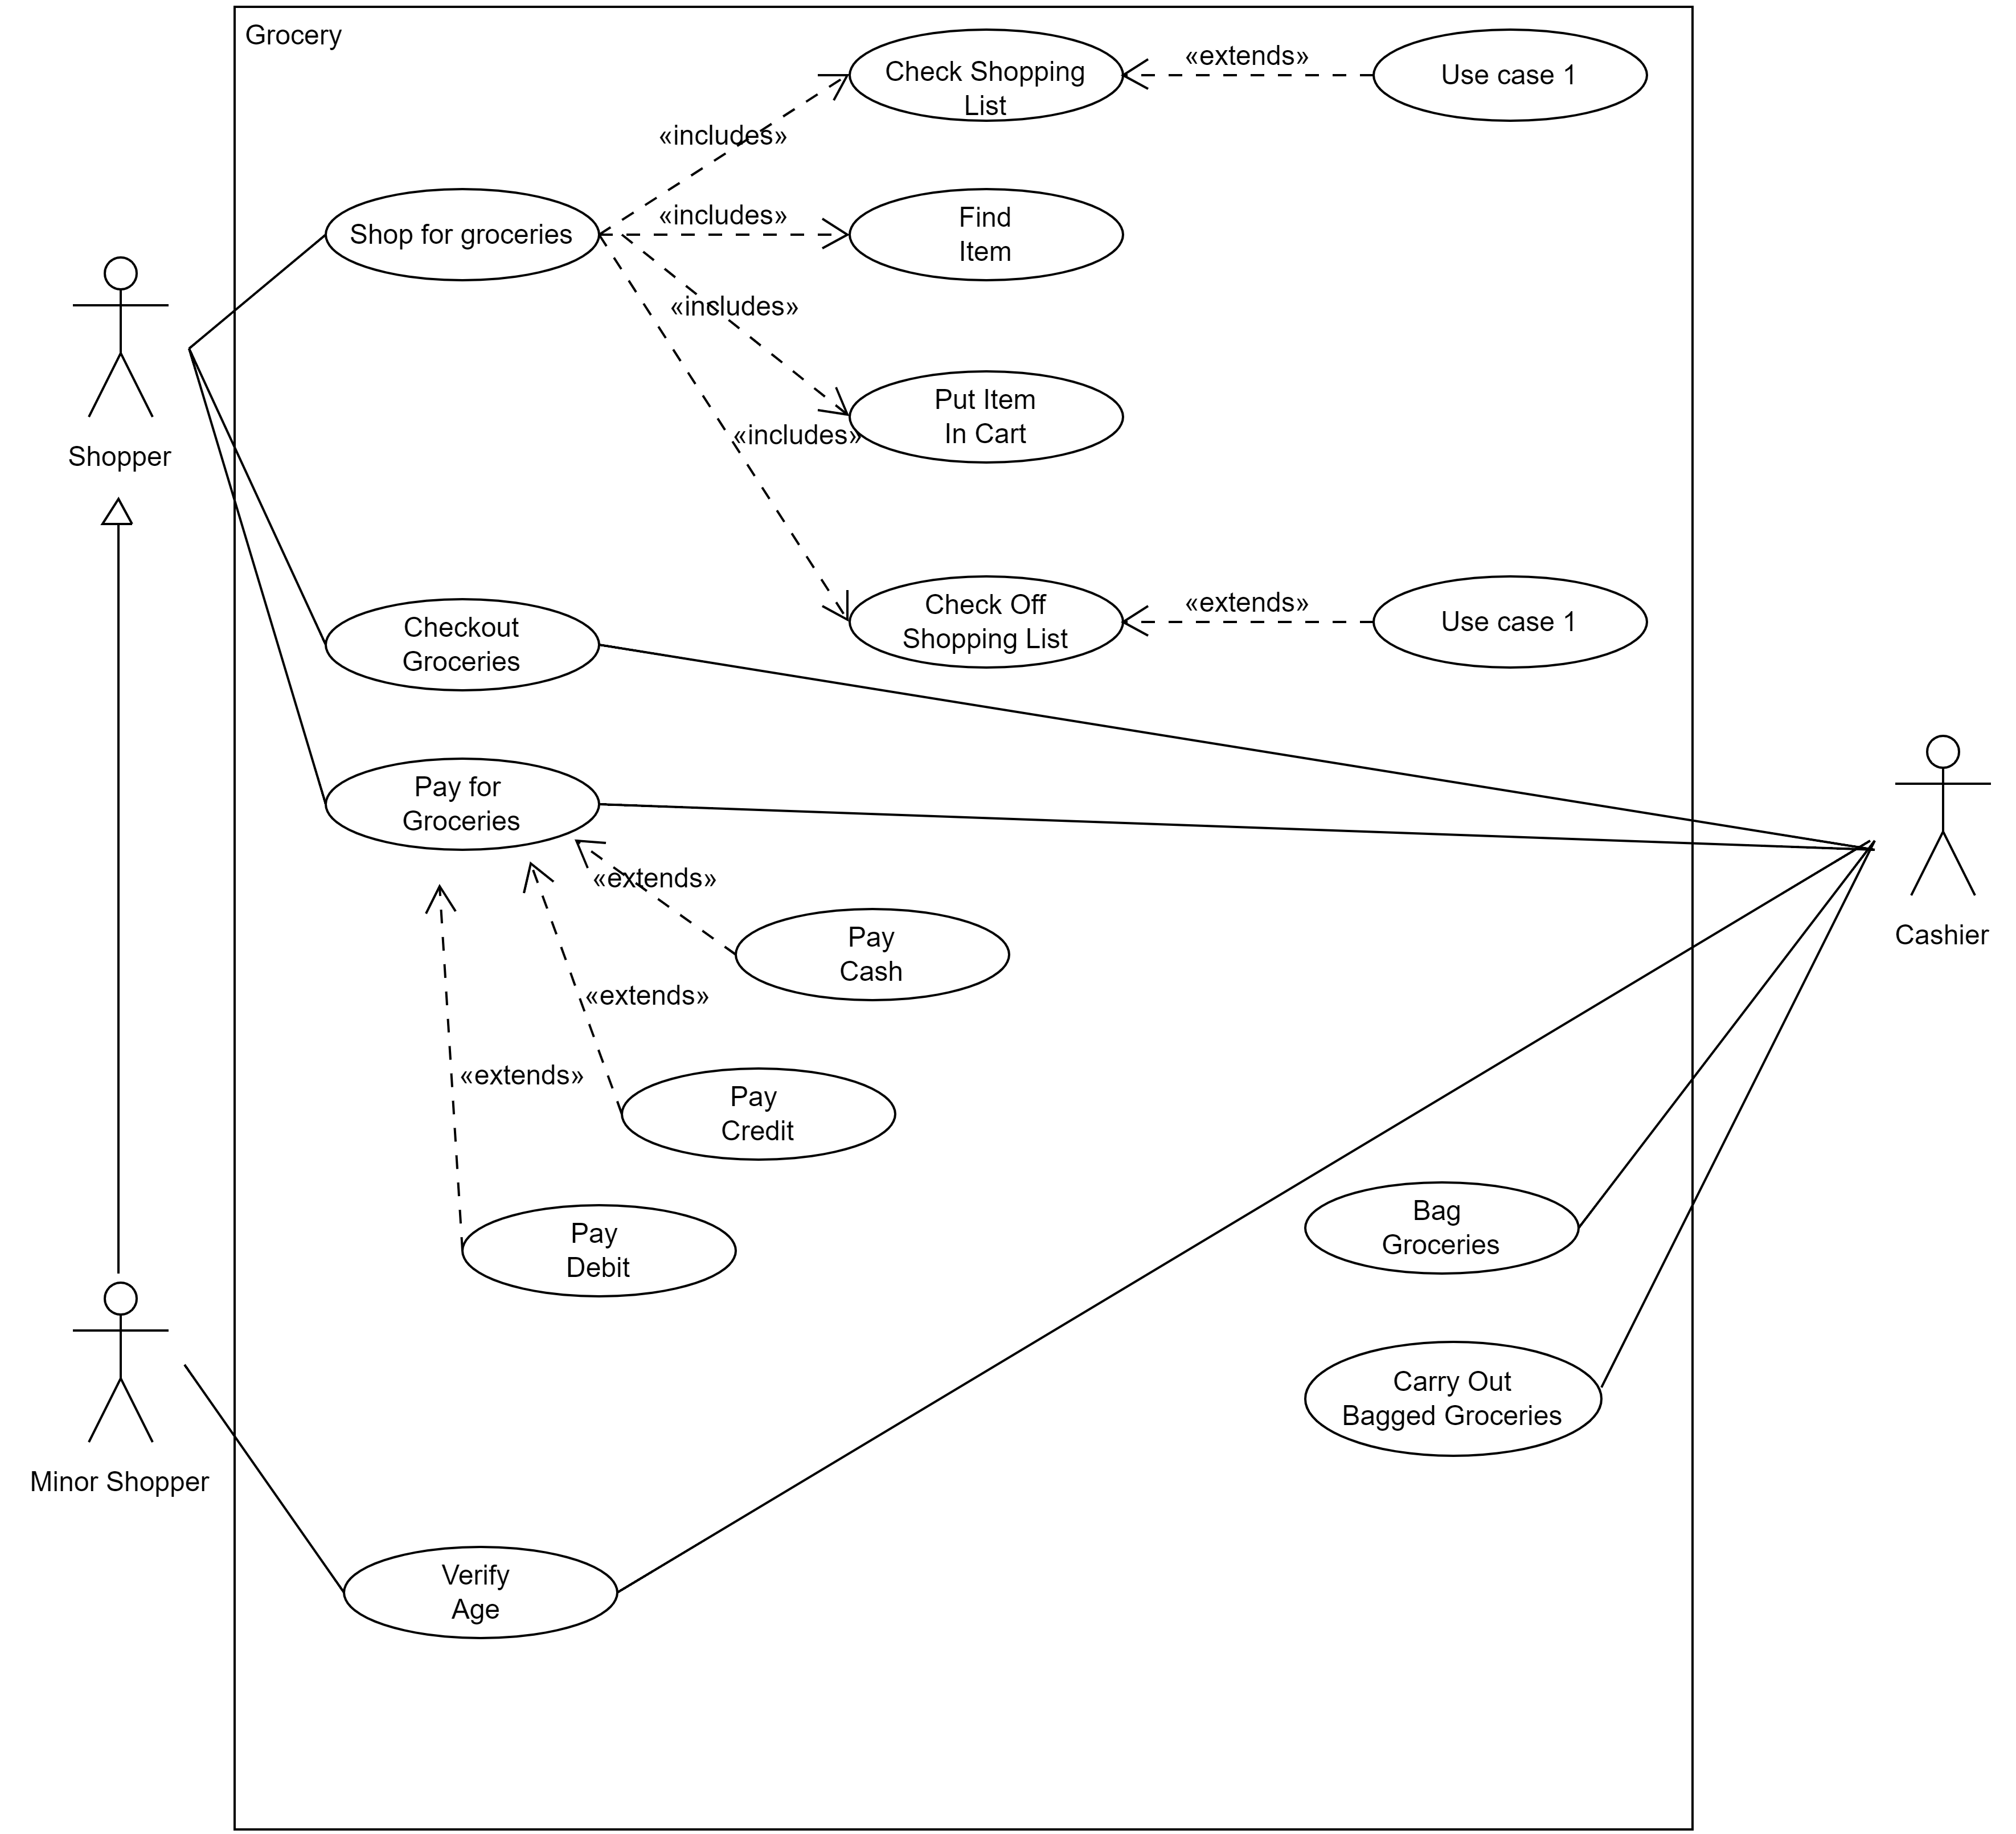 Grocery
Check Shopping
List
«extends»
Use case 1
«includes»
Shop for groceries
«includes»
Find
Item
«includes»
Put Item
In Cart
«includes»
Shopper
Check Off
Shopping List
«extends»
Use case 1
Checkout
Groceries
Pay for
Groceries
«extends»
Cashier
Pay
Cash
«extends»
«extends»
Pay
Credit
Pay
Debit
Bag
Groceries
Carry Out
Bagged Groceries
Minor Shopper
Verify
Age